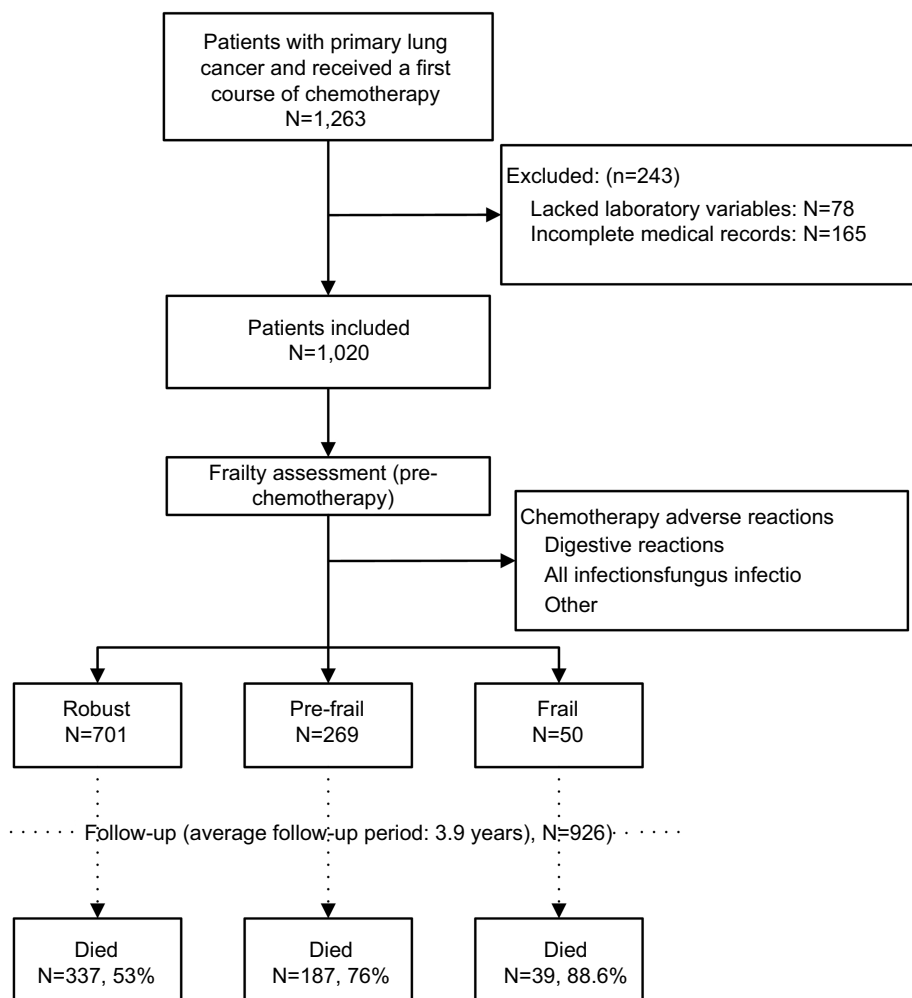 Patients with primary lung
cancer and received a first
course of chemotherapy
N=1,263
Excluded: (n=243)
Lacked laboratory variables: N=78
Incomplete medical records: N=165
Patients included
N=1,020
Frailty assessment (pre-
chemotherapy)
Chemotherapy adverse reactions
Digestive reactions
All infectionsfungus infectio
Other
Robust
N=701
Pre-frail
N=269
Frail
N=50
Follow-up (average follow-up period: 3.9 years), N=926)
Died
N=337, 53%
Died
N=187, 76%
Died
N=39, 88.6%